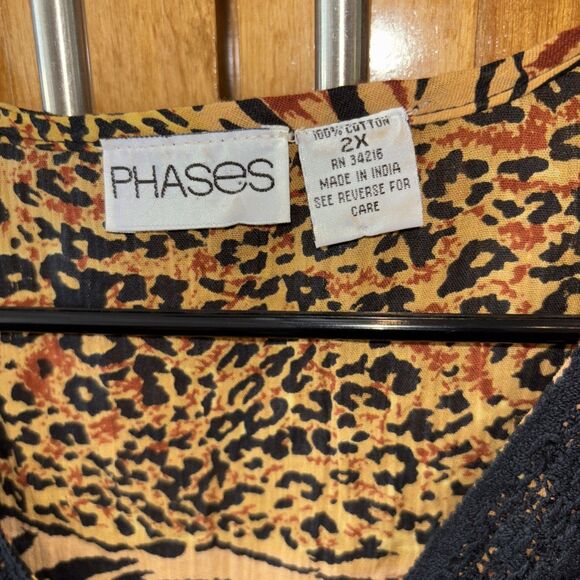 PHASES
100% COTTON
2X
RN 34216
MADE IN INDIA
SEE REVERSE FOR
CARE